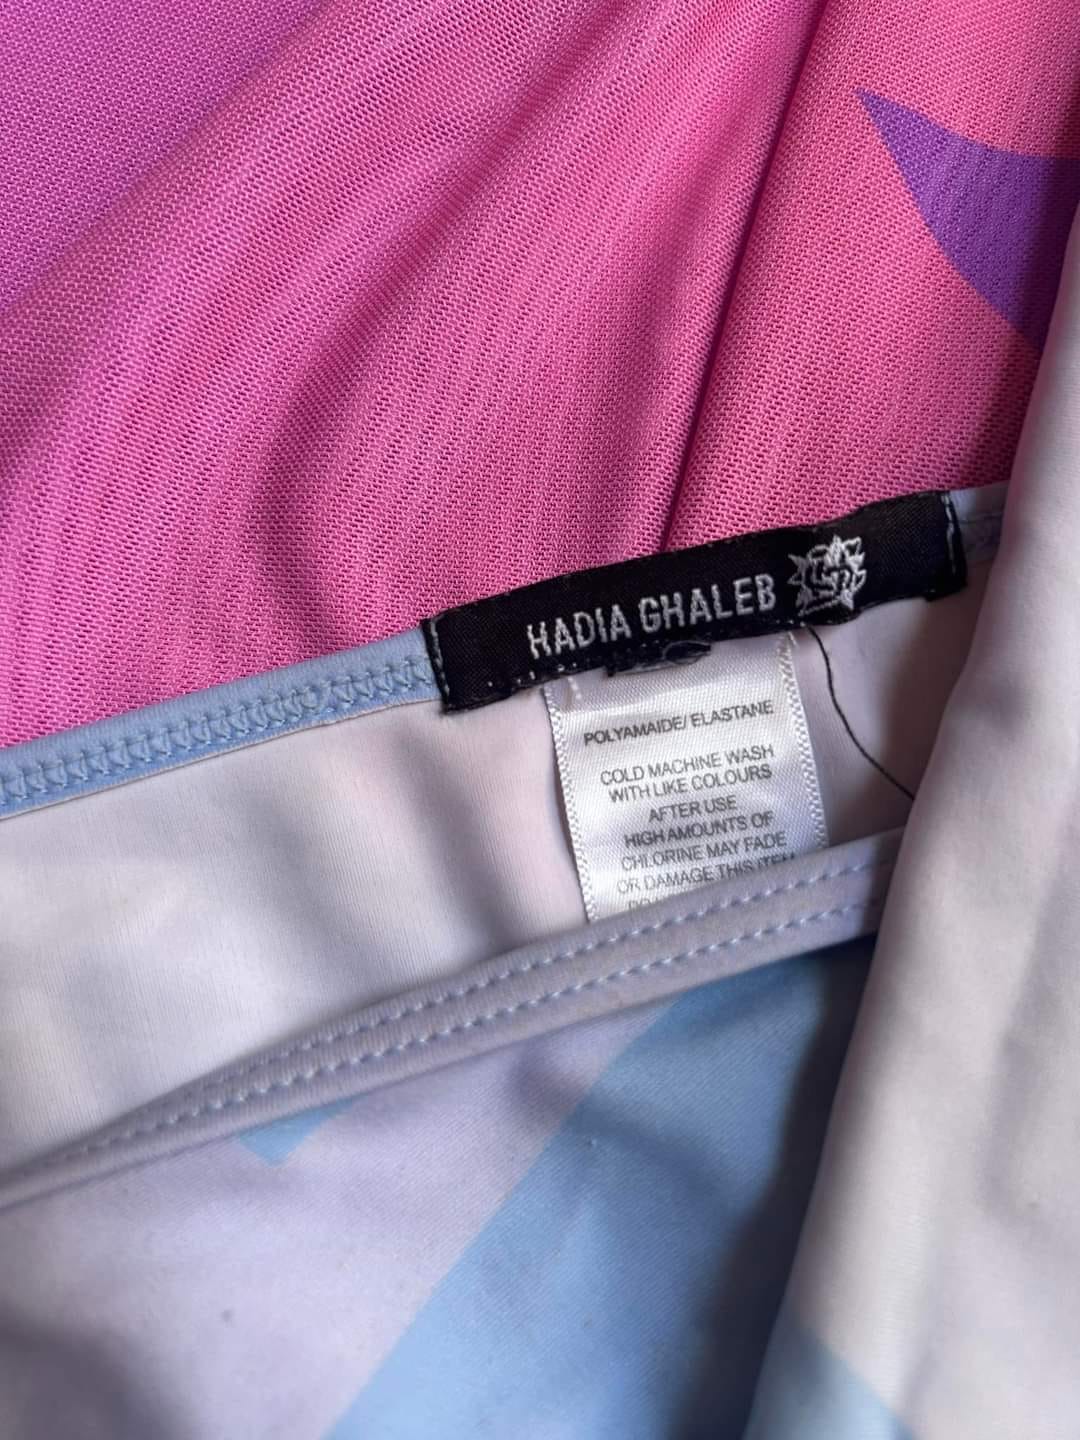 HADIA GHALEB
POLYAMAIDE/ ELASTANE
COLD MACHINE WASH
WITH LIKE COLOURS
AFTER USE
HIGH AMOUNTS OF
CHLORINE MAY FADE
OR DAMAGE THIS ITEM